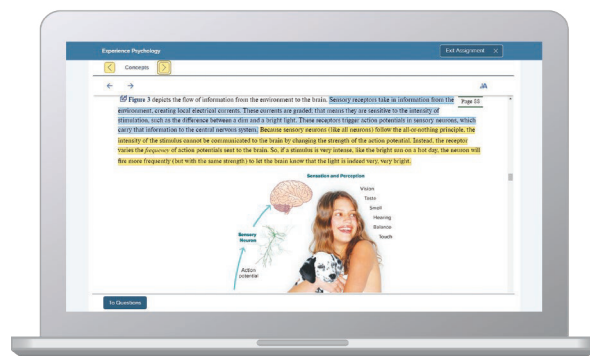 Experience Psychology
Exit Assignment X
Concepts
Figure 3 depicts the flow of information from the environment to the brain. Sensory receptors take in information from the
environment, creating local electrical currents. These currents are graded; that means they are sensitive to the intensity of
stimulation, such as the difference between a dim and a bright light. These receptors trigger action potentials in sensory neurons, which
carry that information to the central nervous system. Because sensory neurons (like all neurons) follow the all-or-nothing principle, the
intensity of the stimulus cannot be communicated to the brain by changing the strength of the action potential. Instead, the receptor
varies the frequency of action potentials sent to the brain. So, if a stimulus is very intense, like the bright sun on a hot day, the neuron will
fire more frequently (but with the same strength) to let the brain know that the light is indeed very, very bright.
AA
Sensation and Perception
Vision
Taste
Smell
Hearing
Balance
Touch
Sensory
Neuron
Action
potential
To Questions